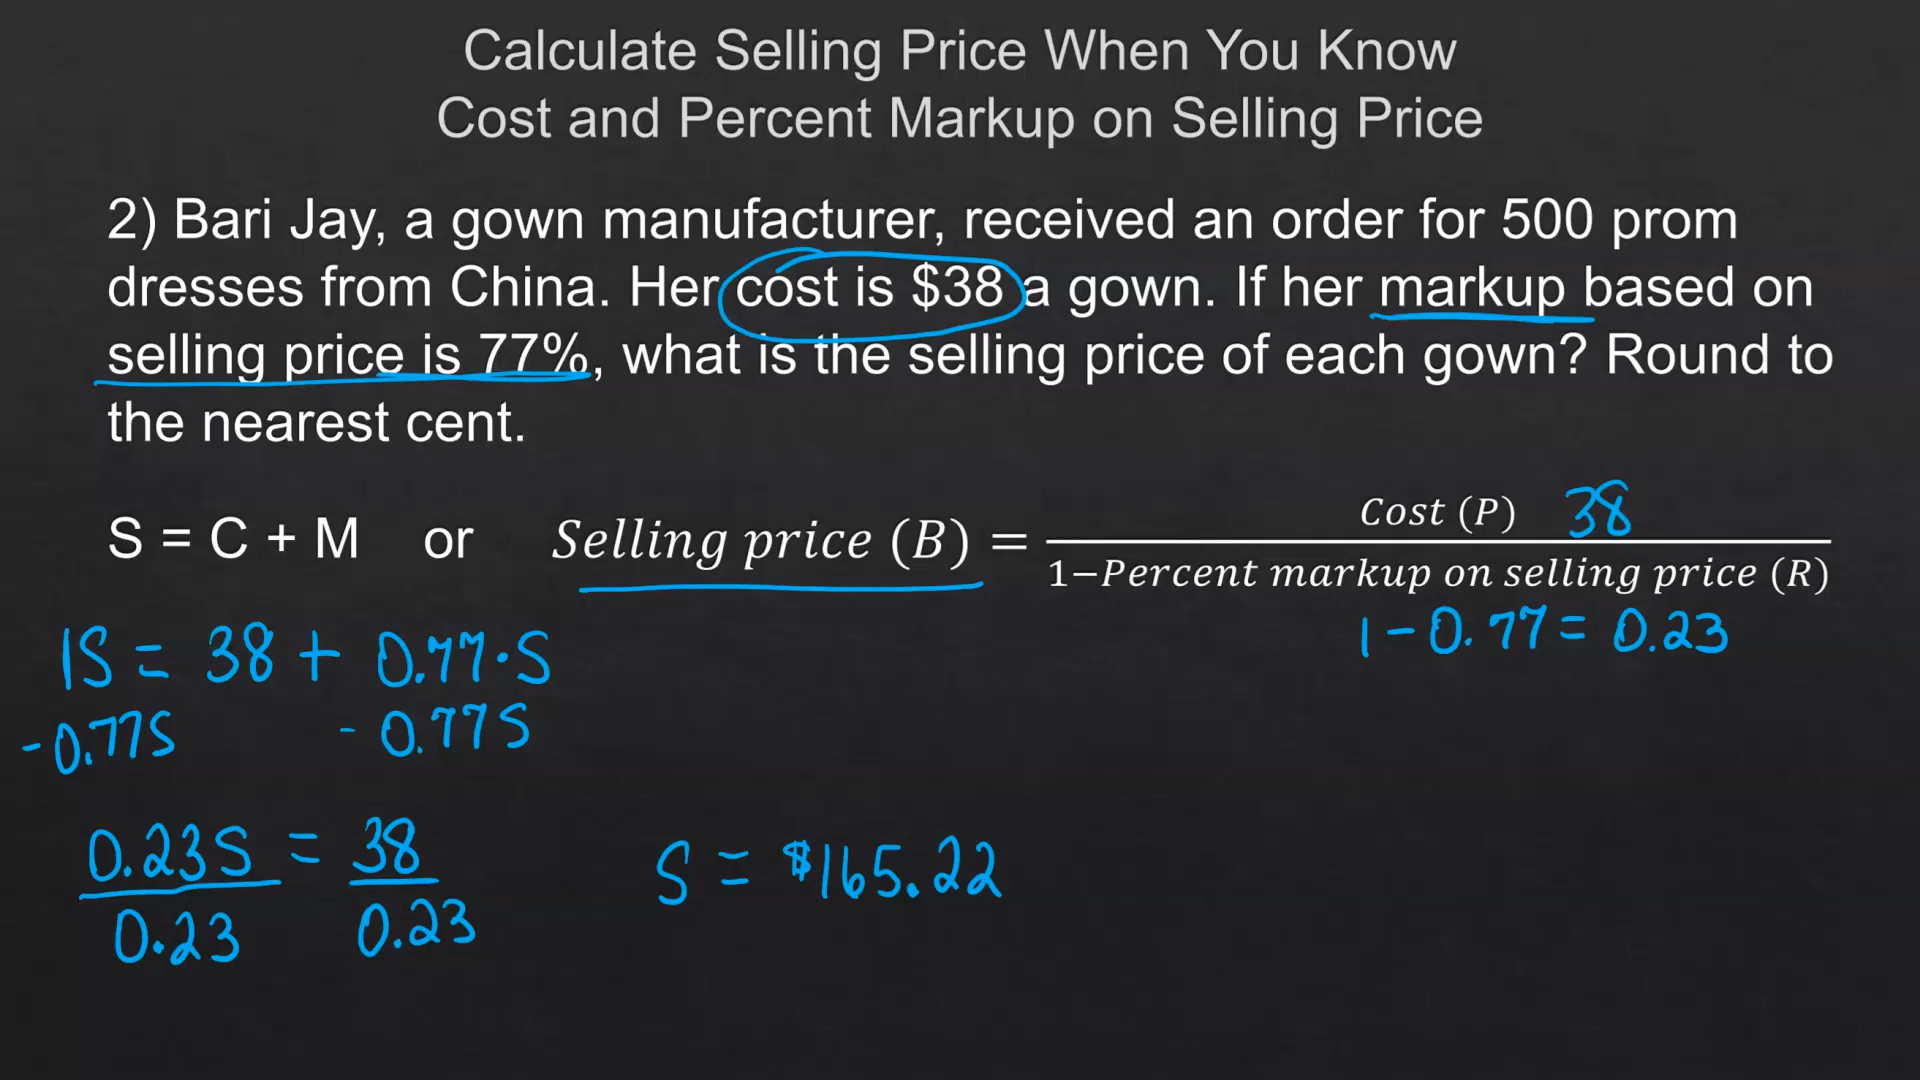 Calculate Selling Price When You Know
Cost and Percent Markup on Selling Price
2) Bari Jay, a gown manufacturer, received an order for 500 prom
dresses from China. Her cost is $38 a gown. If her markup based on
selling price is 77%, what is the selling price of each gown? Round to
the nearest cent.
S = C + M or Selling price (B) = Cost (P) 38
1−Percent markup on selling price (R)
1 - 0.77 = 0.23
1S = 38 + 0.77·S
-0.77S - 0.77S
0.23S = 38
0.23 0.23
S = $165.22